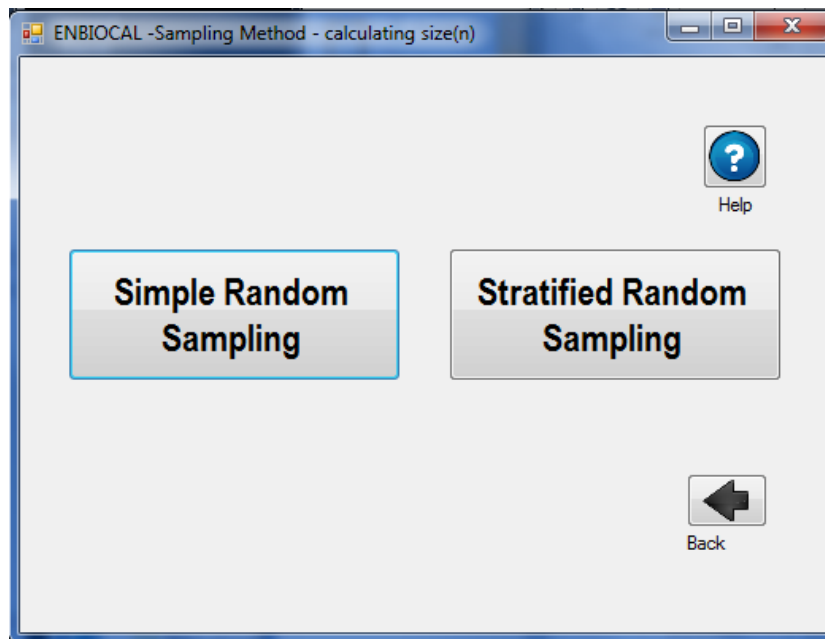 ENBIOCAL -Sampling Method - calculating size(n)
?
Help
Simple Random
Sampling
Stratified Random
Sampling
Back